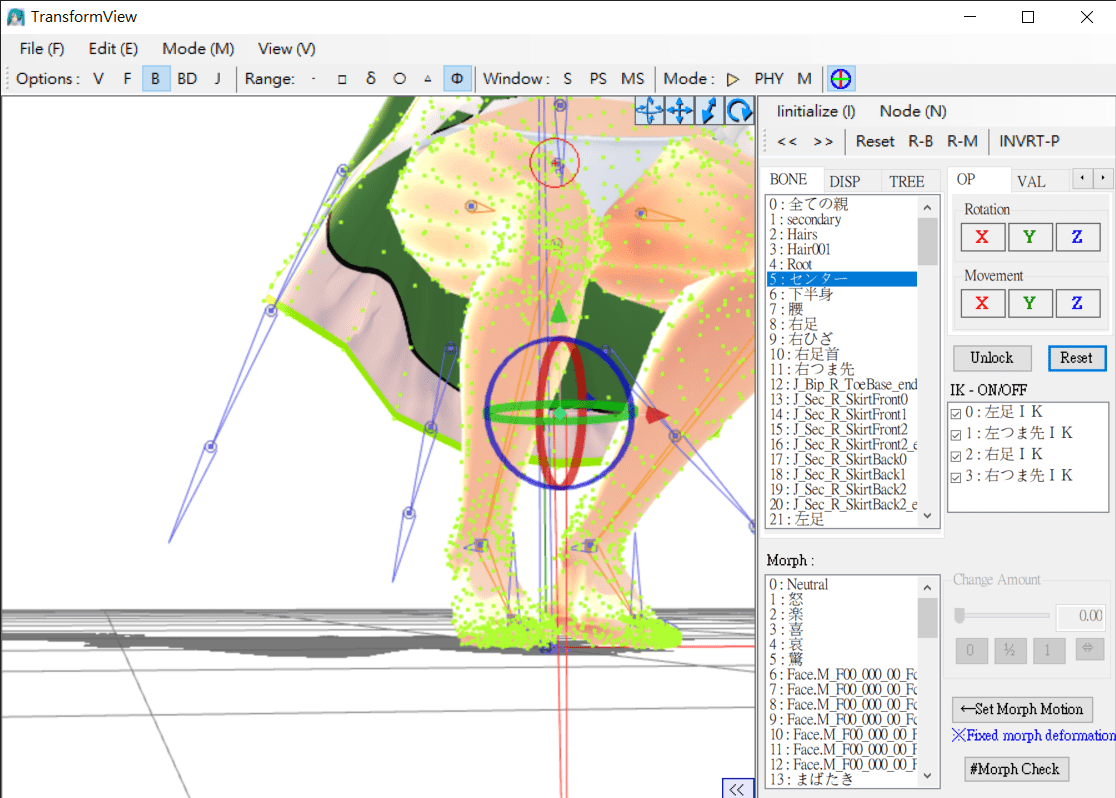 TransformView
File (F) Edit (E) Mode (M) View (V)
Options : V F B BD J Range: · □ δ ○ ▵ Φ Window : S PS MS Mode : ▷ PHY M
Iinitialize (I) Node (N)
<< >> Reset R-B R-M INVRT-P
BONE DISP TREE
0 : 全ての親
1 : secondary
2 : Hairs
3 : Hair001
4 : Root
5 : センター
6 : 下半身
7 : 腰
8 : 右足
9 : 右ひざ
10 : 右足首
11 : 右つま先
12 : J_Bip_R_ToeBase_end
13 : J_Sec_R_SkirtFront0
14 : J_Sec_R_SkirtFront1
15 : J_Sec_R_SkirtFront2
16 : J_Sec_R_SkirtFront2_e
17 : J_Sec_R_SkirtBack0
18 : J_Sec_R_SkirtBack1
19 : J_Sec_R_SkirtBack2
20 : J_Sec_R_SkirtBack2_e
21 : 左足
OP VAL
Rotation
X Y Z
Movement
X Y Z
Unlock Reset
IK - ON/OFF
0 : 左足ＩＫ
1 : 左つま先ＩＫ
2 : 右足ＩＫ
3 : 右つま先ＩＫ
Morph :
0 : Neutral
1 : 怒
2 : 楽
3 : 喜
4 : 哀
5 : 驚
6 : Face.M_F00_000_00_Fc
7 : Face.M_F00_000_00_Fc
8 : Face.M_F00_000_00_Fc
9 : Face.M_F00_000_00_Fc
10 : Face.M_F00_000_00_F
11 : Face.M_F00_000_00_F
12 : Face.M_F00_000_00_F
13 : まばたき
Change Amount
0.00
0 ½ 1
←Set Morph Motion
※Fixed morph deformation
#Morph Check
<<